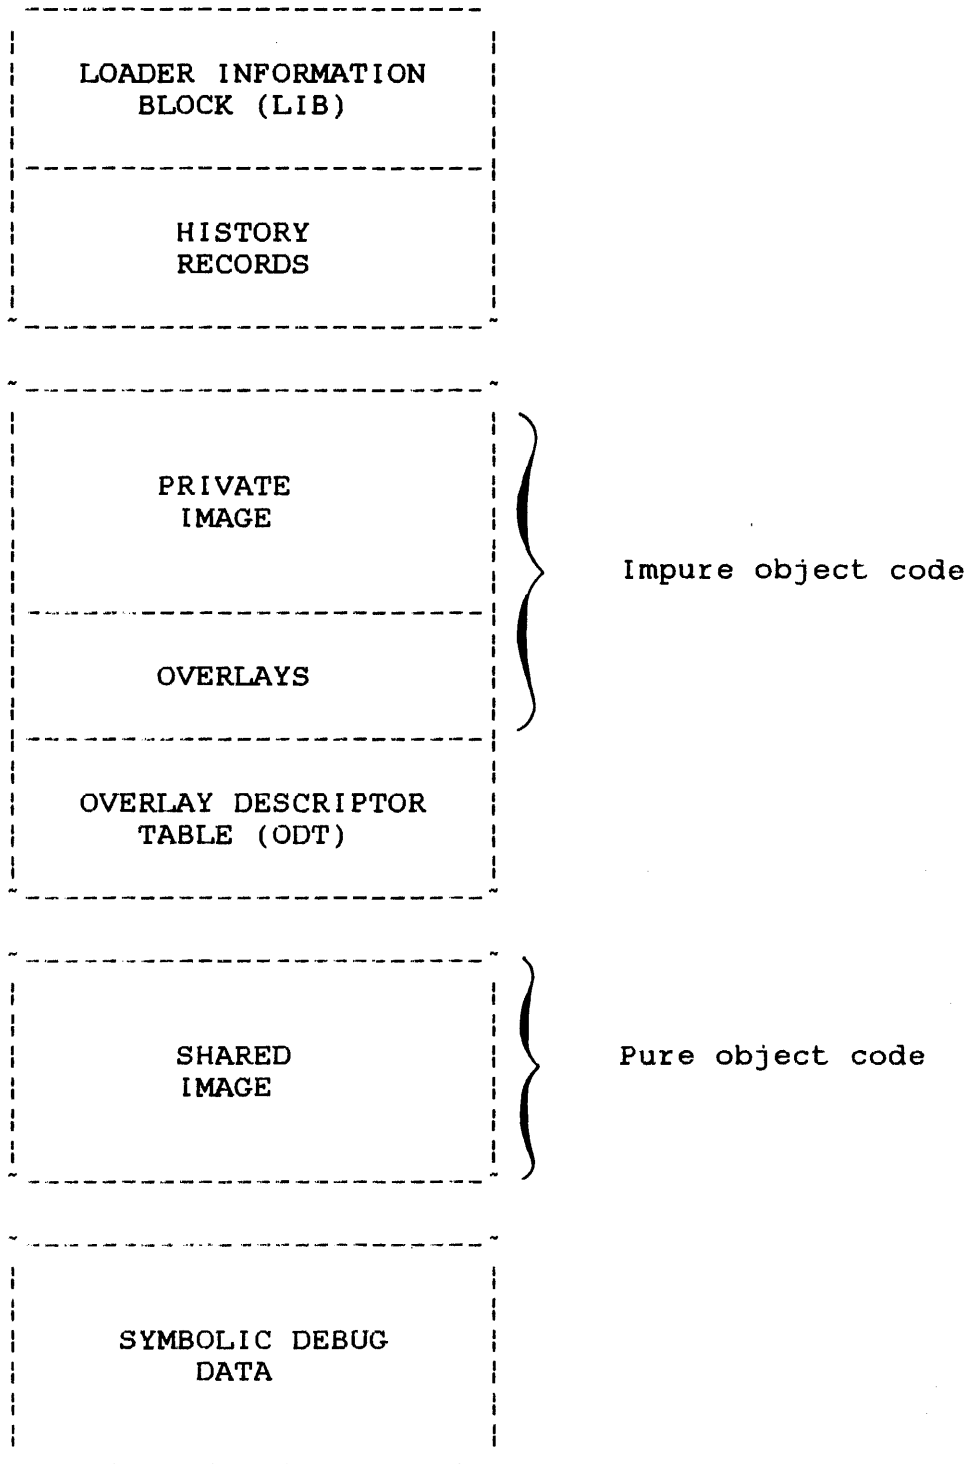 LOADER INFORMATION
BLOCK (LIB)
HISTORY
RECORDS
PRIVATE
IMAGE
Impure object code
OVERLAYS
OVERLAY DESCRIPTOR
TABLE (ODT)
SHARED
IMAGE
Pure object code
SYMBOLIC DEBUG
DATA